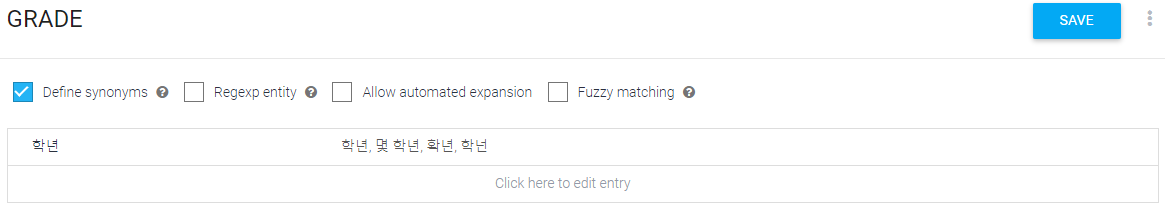 GRADE
SAVE
Define synonyms Regexp entity Allow automated expansion Fuzzy matching
학년 학년, 몇 학년, 확년, 학넌
Click here to edit entry